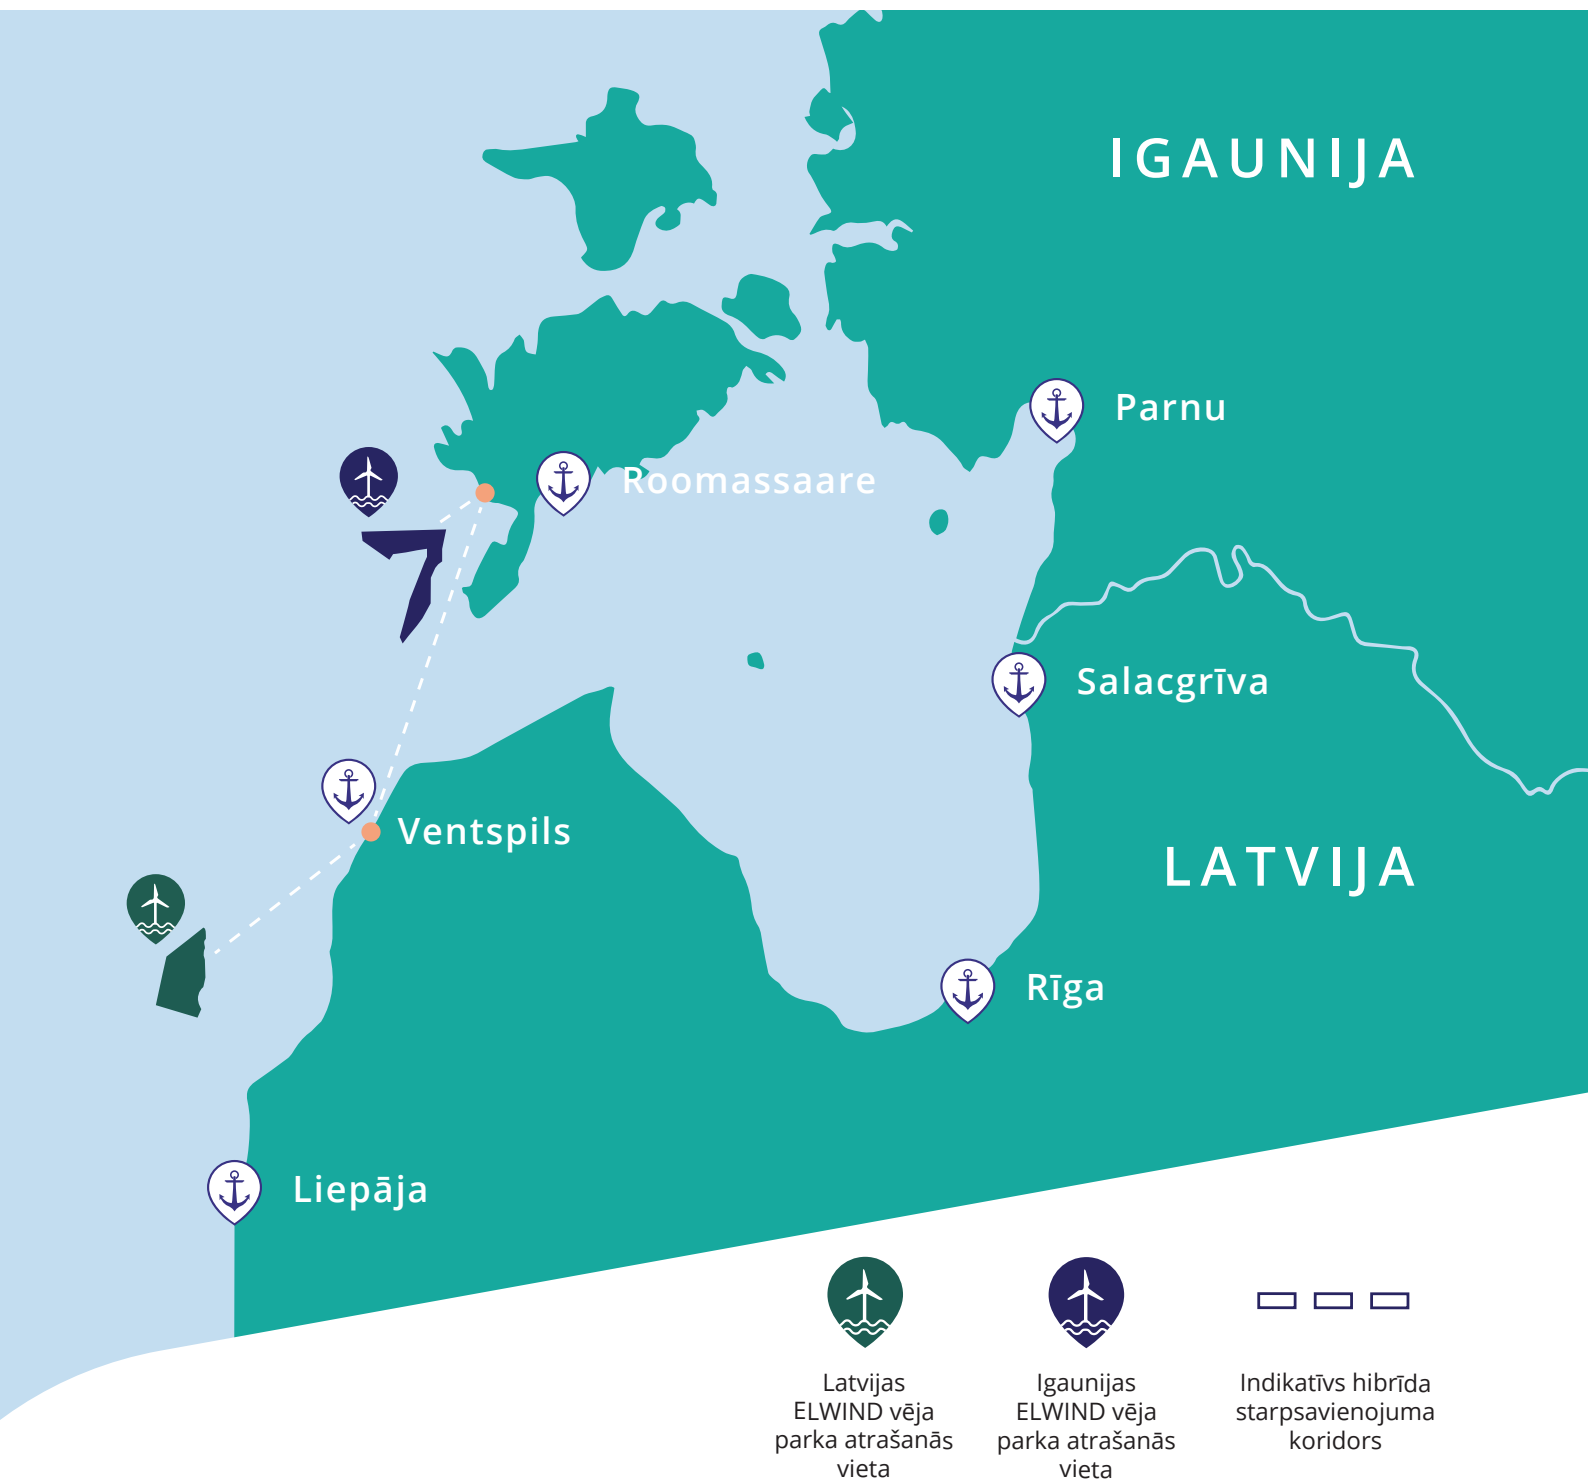 IGAUNIJA
Parnu
Roomassaare
Salacgrīva
Ventspils
LATVIJA
Rīga
Liepāja
Latvijas
ELWIND vēja
parka atrašanās
vieta
Igaunijas
ELWIND vēja
parka atrašanās
vieta
Indikatīvs hibrīda
starpsavienojuma
koridors